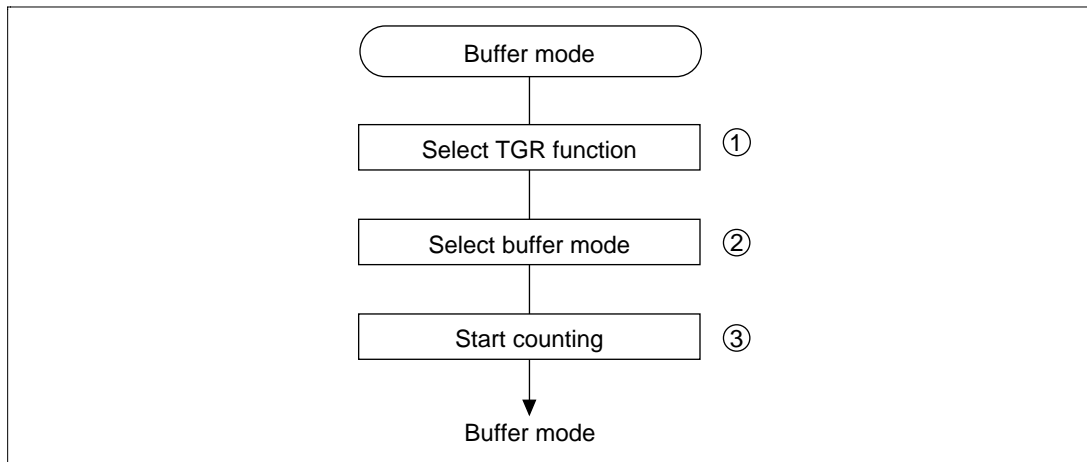 Buffer mode
Select TGR function ①
Select buffer mode ②
Start counting ③
Buffer mode